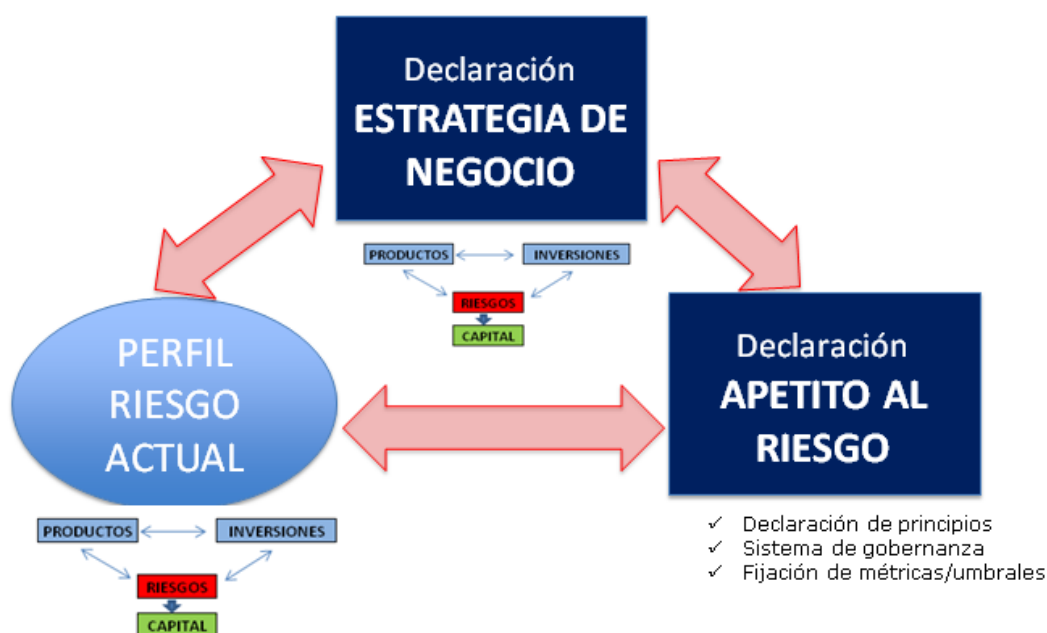 Declaración
ESTRATEGIA DE
NEGOCIO
PRODUCTOS
INVERSIONES
RIESGOS
CAPITAL
PERFIL
RIESGO
ACTUAL
Declaración
APETITO AL
RIESGO
PRODUCTOS
INVERSIONES
RIESGOS
CAPITAL
✓ Declaración de principios
✓ Sistema de gobernanza
✓ Fijación de métricas/umbrales